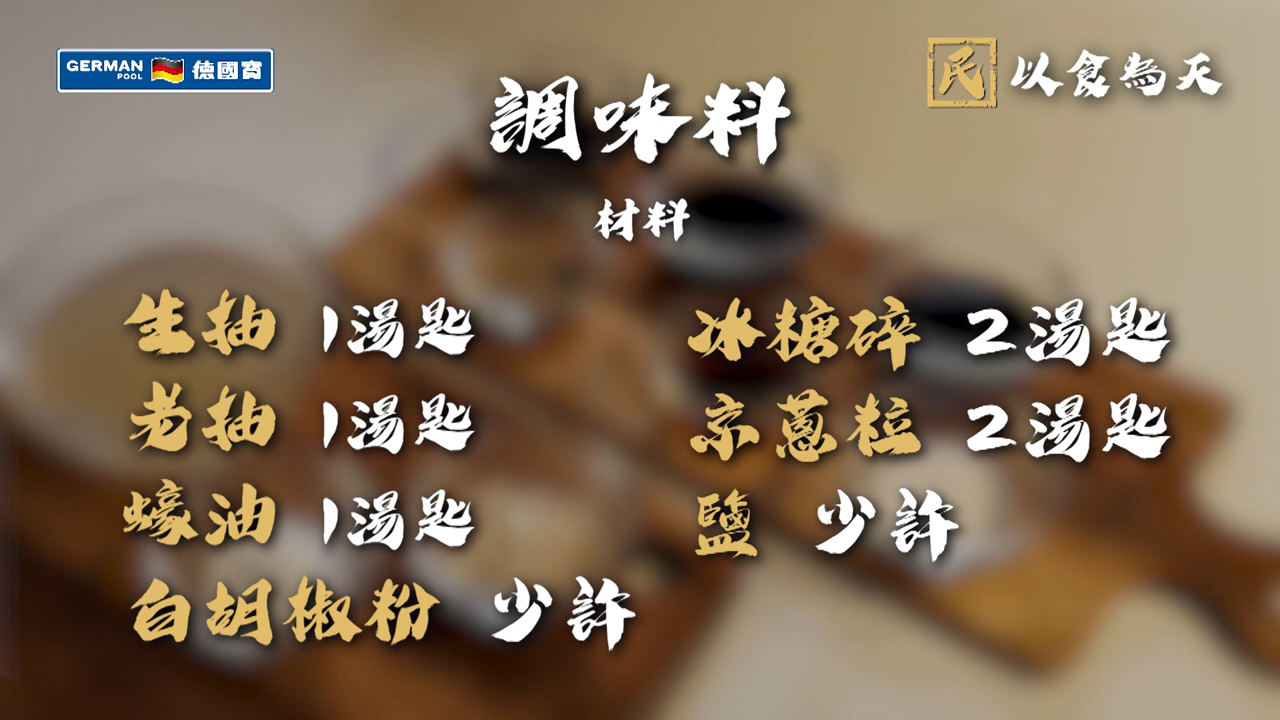 GERMAN POOL 德國寶
民以食為天
調味料
材料
生抽 1湯匙
老抽 1湯匙
蠔油 1湯匙
白胡椒粉 少許
冰糖碎 2湯匙
京蔥粒 2湯匙
鹽 少許